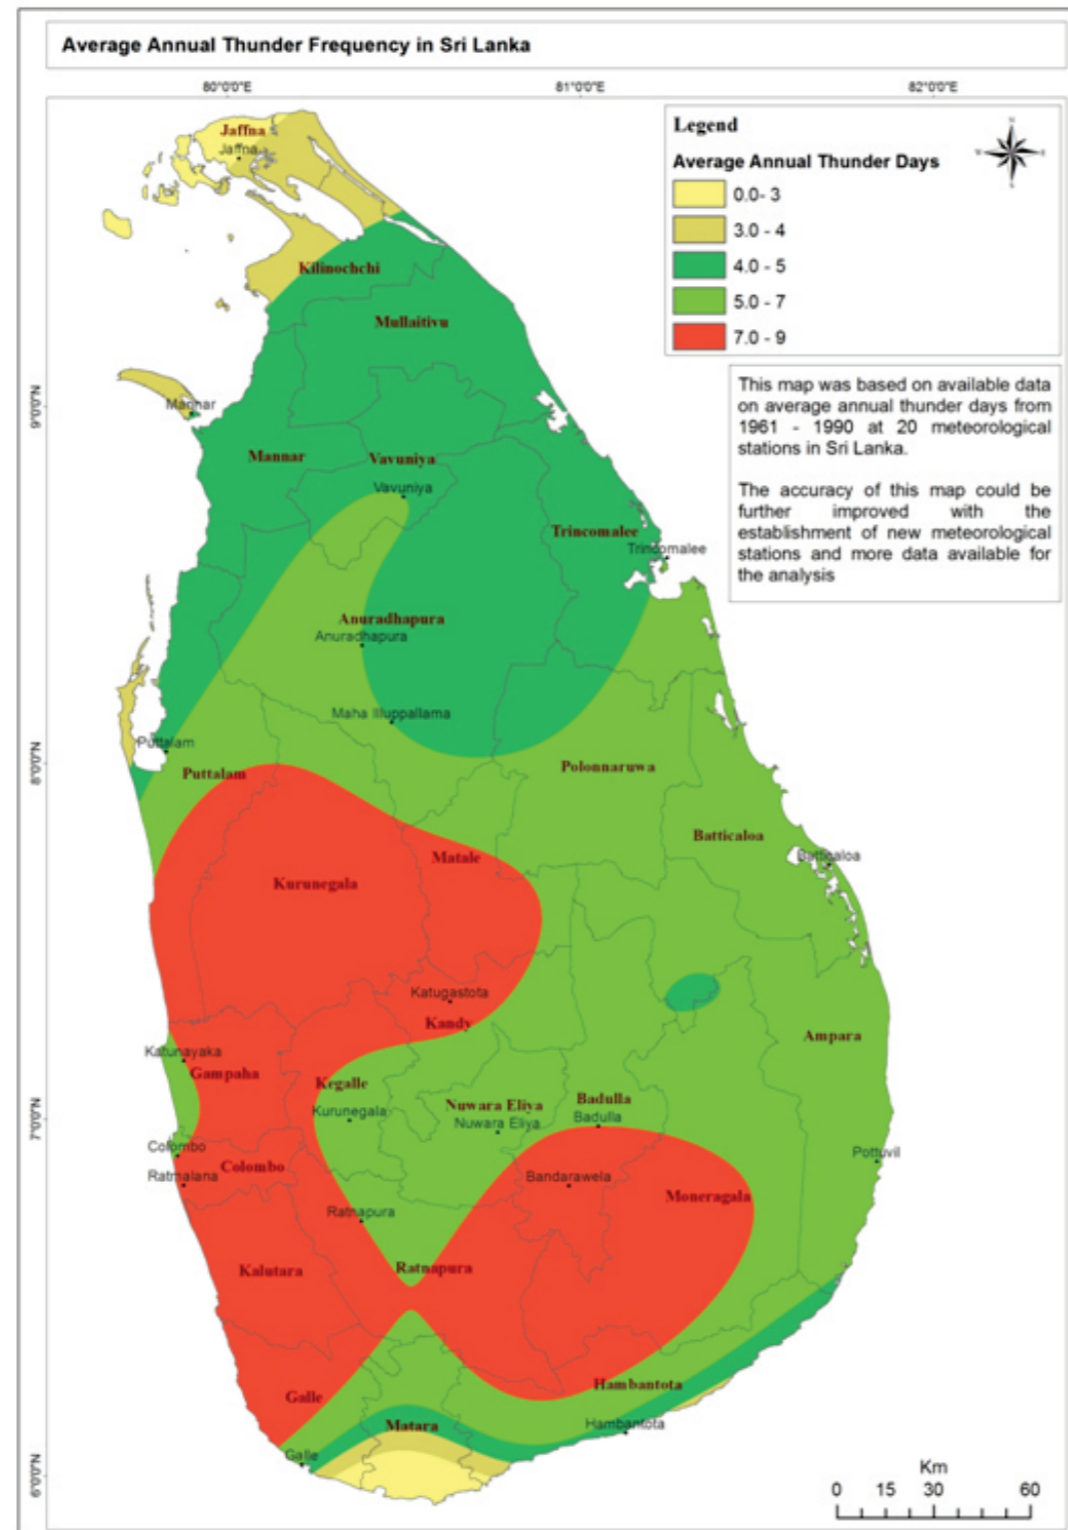 Average Annual Thunder Frequency in Sri Lanka
80°0'0"E
81°0'0"E
82°0'0"E
Legend
Average Annual Thunder Days
0.0- 3
3.0 - 4
4.0 - 5
5.0 - 7
7.0 - 9
N
This map was based on available data
on average annual thunder days from
1961 - 1990 at 20 meteorological
stations in Sri Lanka.
The accuracy of this map could be
further improved with the
establishment of new meteorological
stations and more data available for
the analysis
Jaffna
Jaffna
Kilinochchi
Mullaitivu
9°0'0"N
Mannar
Mannar
Vavuniya
Vavuniya
Trincomalee
Trincomalee
Anuradhapura
Anuradhapura
Maha Illuppallama
Puttalam
8°0'0"N
Puttalam
Polonnaruwa
Batticaloa
Batticaloa
Matale
Kurunegala
Katugastota
Kandy
Ampara
Katunayaka
Gampaha
Kegalle
Kurunegala
Nuwara Eliya
Nuwara Eliya
Badulla
Badulla
7°0'0"N
Colombo
Colombo
Ratmalana
Pottuvil
Bandarawela
Moneragala
Ratnapura
Ratnapura
Kalutara
Galle
Hambantota
Hambantota
Matara
Galle
6°0'0"N
Km
0 15 30 60